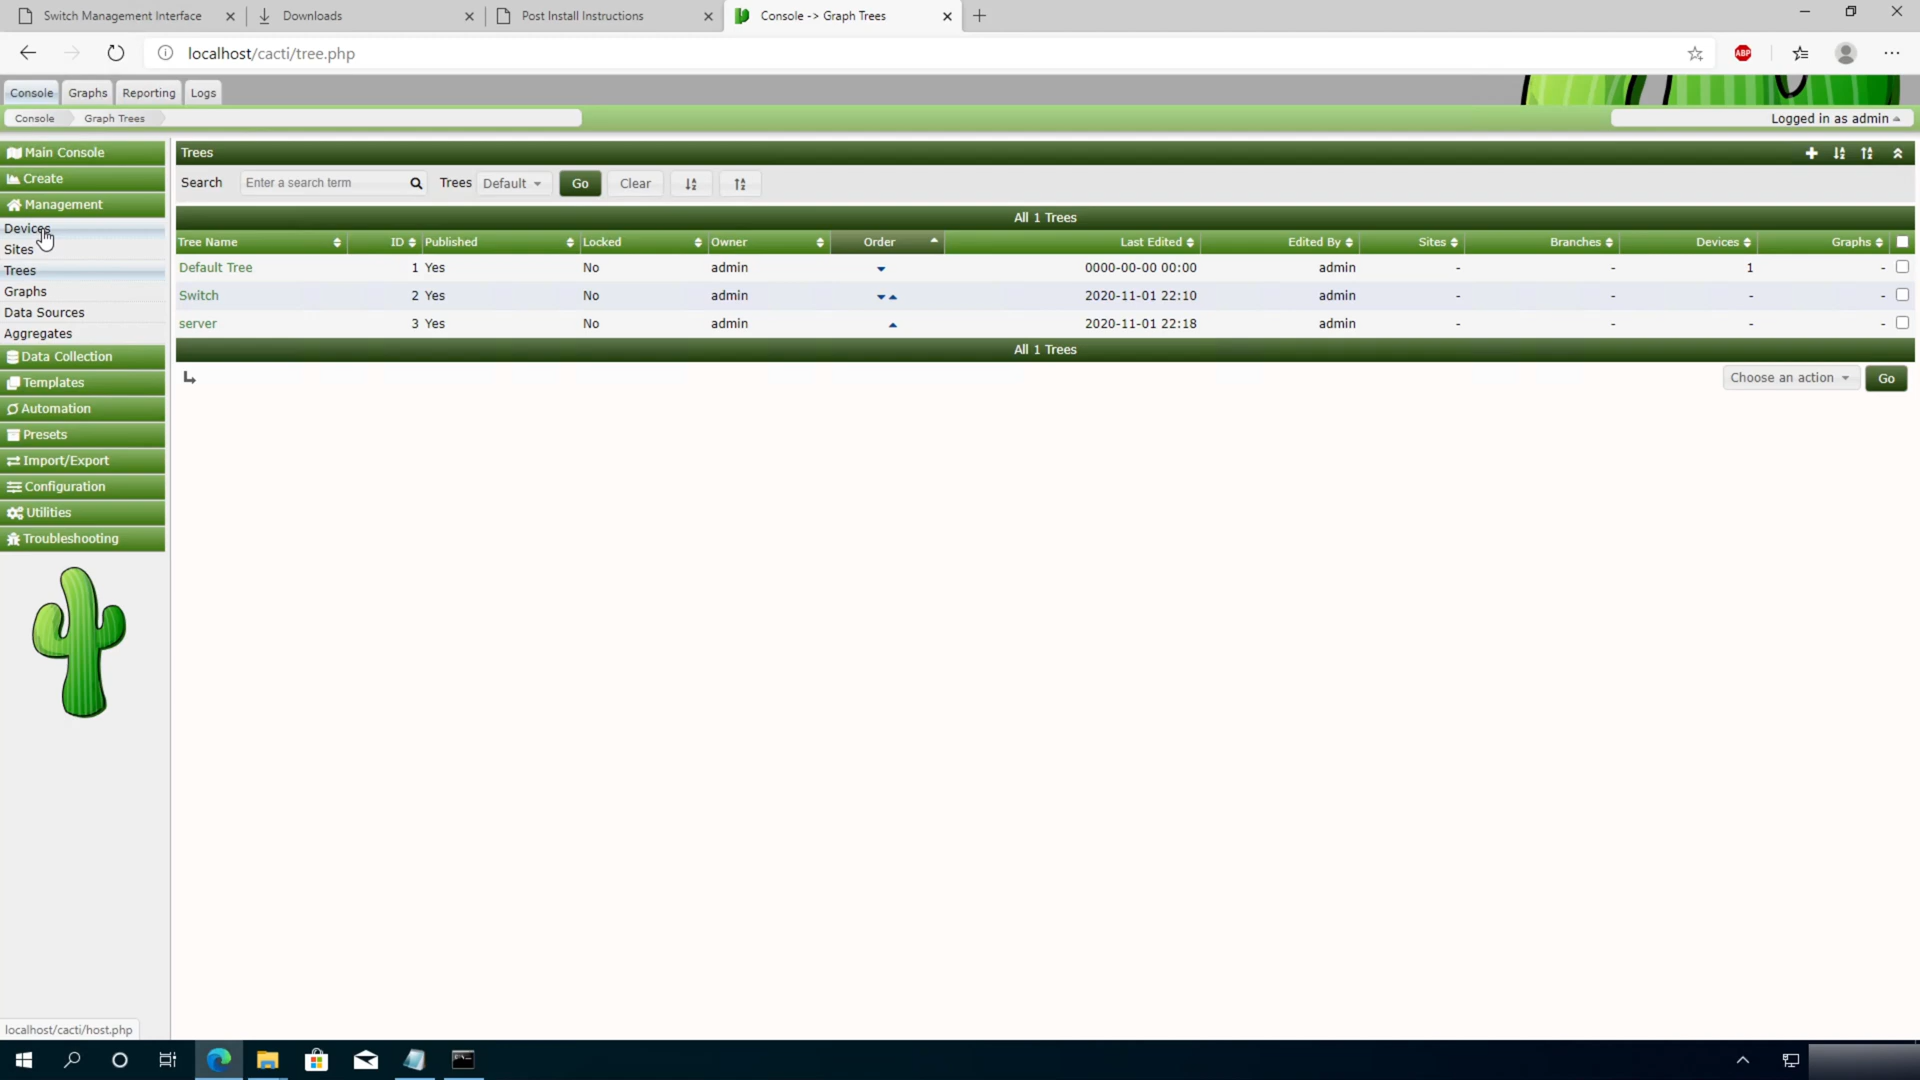 Switch Management Interface
Downloads
Post Install Instructions
Console -> Graph Trees
localhost/cacti/tree.php
ABP
Console Graphs Reporting Logs
Console Graph Trees
Logged in as admin
Main Console
Create
Management
Devices
Sites
Trees
Graphs
Data Sources
Aggregates
Data Collection
Templates
Automation
Presets
Import/Export
Configuration
Utilities
Troubleshooting
Trees
Search Enter a search term Trees Default Go Clear
All 1 Trees
Tree Name ID Published Locked Owner Order Last Edited Edited By Sites Branches Devices Graphs
Default Tree 1 Yes No admin 0000-00-00 00:00 admin - - 1 -
Switch 2 Yes No admin 2020-11-01 22:10 admin - - - -
server 3 Yes No admin 2020-11-01 22:18 admin - - - -
All 1 Trees
Choose an action Go
localhost/cacti/host.php